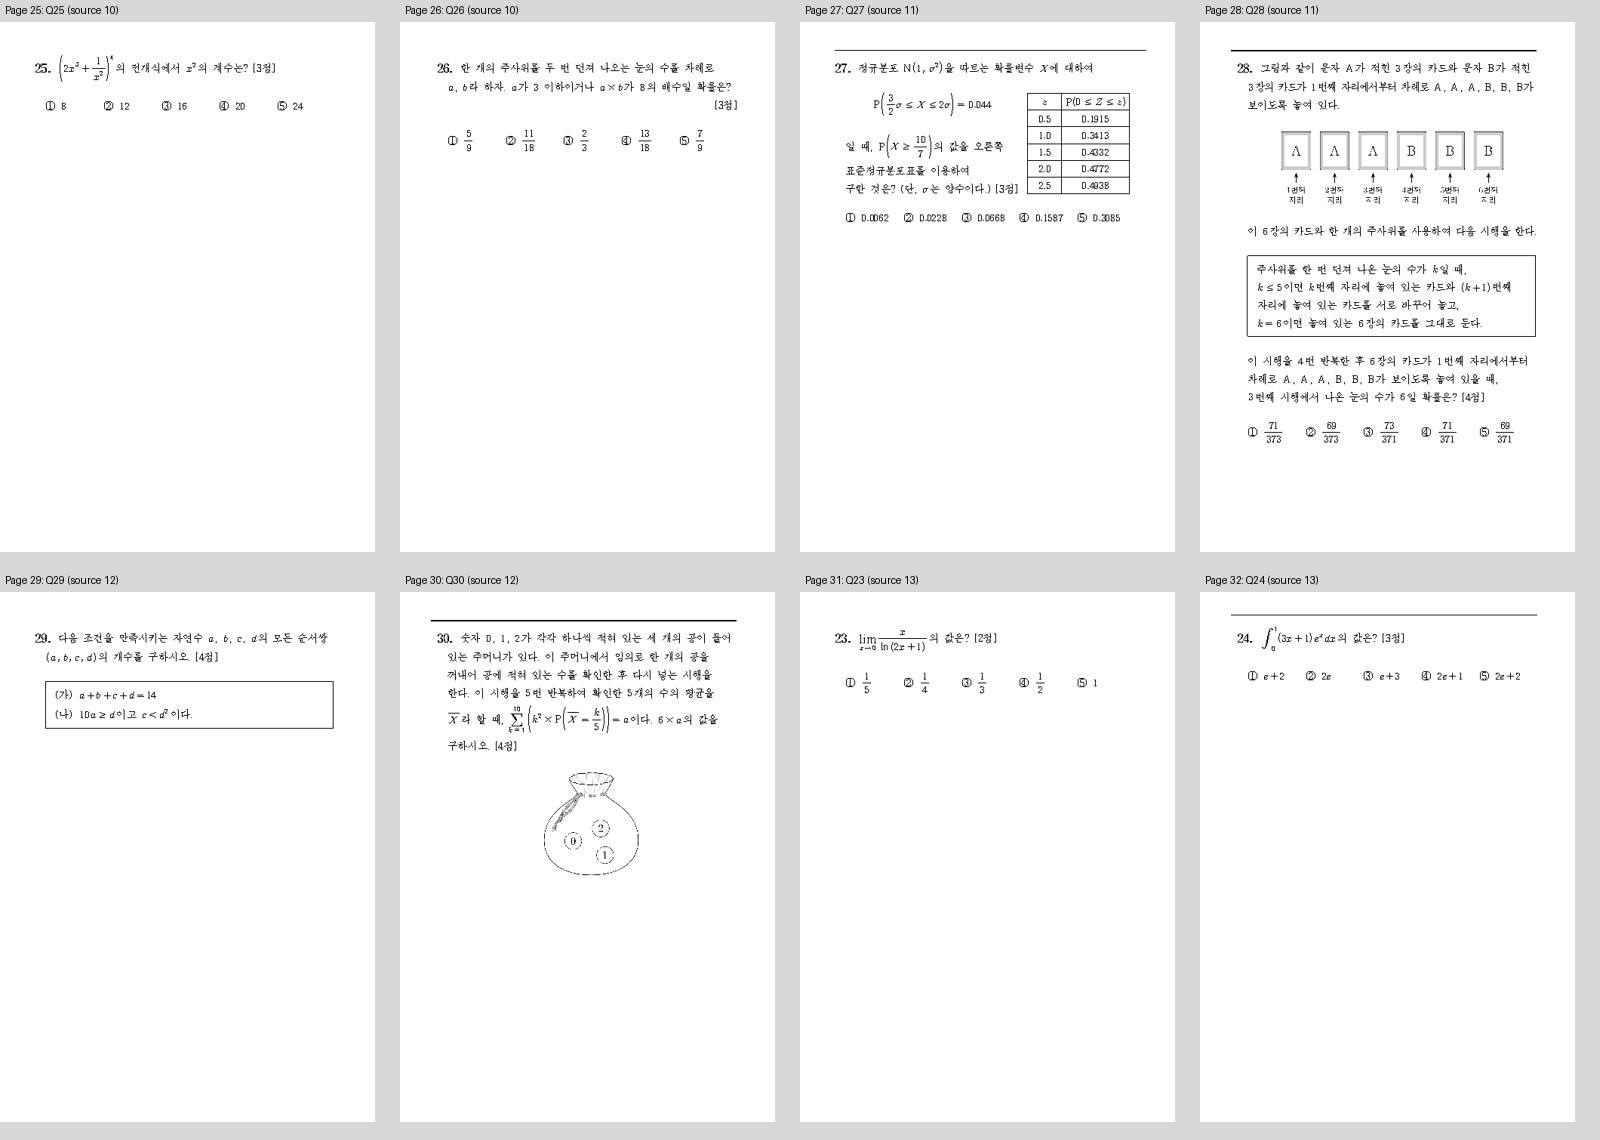 Page 25: Q25 (source 10)
25. (2x³ + 1/x²)⁴의 전개식에서 x²의 계수는? [3점]
① 8 ② 12 ③ 16 ④ 20 ⑤ 24
Page 26: Q26 (source 10)
26. 한 개의 주사위를 두 번 던져 나오는 눈의 수를 차례로
a, b라 하자. a가 3 이하이거나 a×b가 8의 배수일 확률은?
[3점]
① 5/9 ② 11/18 ③ 2/3 ④ 13/18 ⑤ 7/9
Page 27: Q27 (source 11)
27. 정규분포 N(1, σ²)을 따르는 확률변수 X에 대하여
P(3/2 σ ≤ X ≤ 2σ) = 0.044
일 때, P(X ≥ 10/7)의 값을 오른쪽
표준정규분포표를 이용하여
구한 것은? (단, σ는 양수이다.) [3점]
z P(0 ≤ Z ≤ z)
0.5 0.1915
1.0 0.3413
1.5 0.4332
2.0 0.4772
2.5 0.4938
① 0.0062 ② 0.0228 ③ 0.0668 ④ 0.1587 ⑤ 0.3085
Page 28: Q28 (source 11)
28. 그림과 같이 문자 A가 적힌 3장의 카드와 문자 B가 적힌
3장의 카드가 1번째 자리에서부터 차례로 A, A, A, B, B, B가
보이도록 놓여 있다.
A A A B B B
1번째 자리 2번째 자리 3번째 자리 4번째 자리 5번째 자리 6번째 자리
이 6장의 카드와 한 개의 주사위를 사용하여 다음 시행을 한다.
주사위를 한 번 던져 나온 눈의 수가 k일 때,
k ≤ 5이면 k번째 자리에 놓여 있는 카드와 (k+1)번째
자리에 놓여 있는 카드를 서로 바꾸어 놓고,
k = 6이면 놓여 있는 6장의 카드를 그대로 둔다.
이 시행을 4번 반복한 후 6장의 카드가 1번째 자리에서부터
차례로 A, A, A, B, B, B가 보이도록 놓여 있을 때,
3번째 시행에서 나온 눈의 수가 6일 확률은? [4점]
① 71/373 ② 69/373 ③ 73/371 ④ 71/371 ⑤ 69/371
Page 29: Q29 (source 12)
29. 다음 조건을 만족시키는 자연수 a, b, c, d의 모든 순서쌍
(a, b, c, d)의 개수를 구하시오. [4점]
(가) a+b+c+d = 14
(나) 10a ≥ d이고 c < d²이다.
Page 30: Q30 (source 12)
30. 숫자 0, 1, 2가 각각 하나씩 적혀 있는 세 개의 공이 들어
있는 주머니가 있다. 이 주머니에서 임의로 한 개의 공을
꺼내어 공에 적혀 있는 수를 확인한 후 다시 넣는 시행을
한다. 이 시행을 5번 반복하여 확인한 5개의 수의 평균을
X̄라 할 때, ∑_{k=1}^{10} (k² × P(X̄ = k/5)) = a이다. 6×a의 값을
구하시오. [4점]
2
0
1
Page 31: Q23 (source 13)
23. lim_{x→0} x/ln(2x+1)의 값은? [2점]
① 1/5 ② 1/4 ③ 1/3 ④ 1/2 ⑤ 1
Page 32: Q24 (source 13)
24. ∫₀¹ (3x+1)eˣ dx의 값은? [3점]
① e+2 ② 2e ③ e+3 ④ 2e+1 ⑤ 2e+2